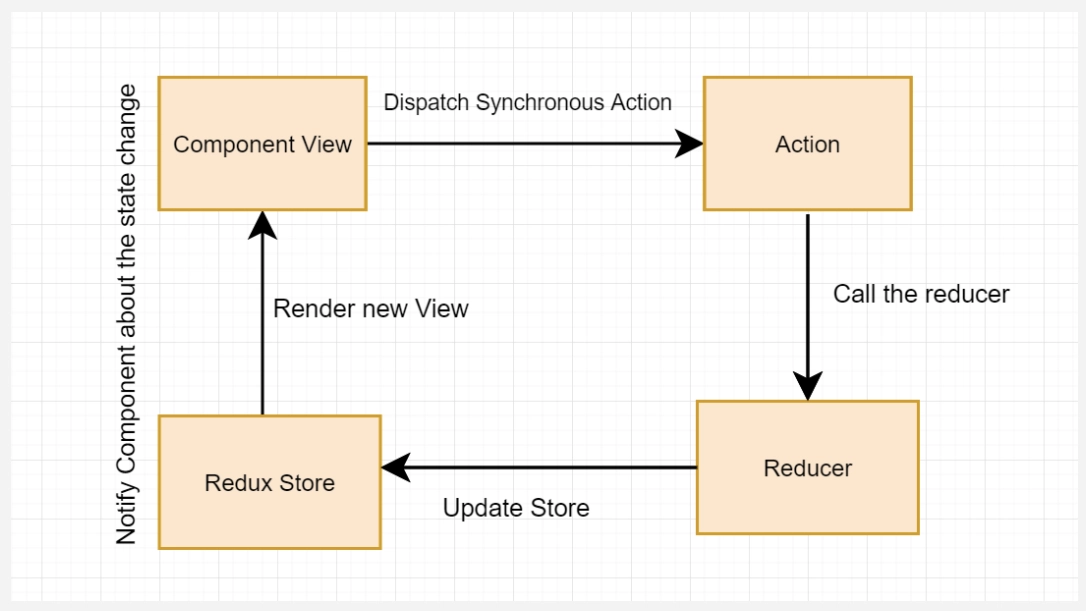 Notify Component about the state change
Component View
Dispatch Synchronous Action
Action
Render new View
Call the reducer
Redux Store
Update Store
Reducer